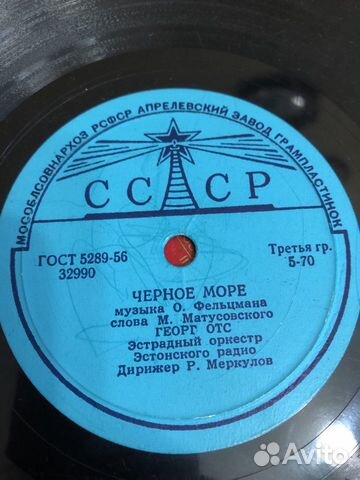 МОСОБЛСОВНАРХОЗ РСФСР АПРЕЛЕВСКИЙ ЗАВОД ГРАМПЛАСТИНОК
СССР
ГОСТ 5289-56
32990
Третья гр.
5-70
ЧЕРНОЕ МОРЕ
музыка О. Фельцмана
слова М. Матусовского
ГЕОРГ ОТС
Эстрадный оркестр
Эстонского радио
Дирижер Р. Меркулов
Avito